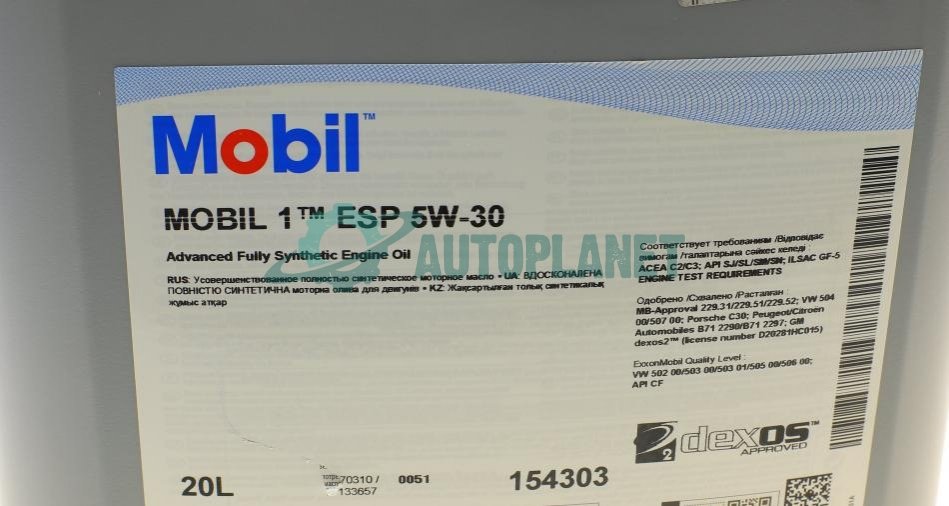 Mobil™
MOBIL 1™ ESP 5W-30
Advanced Fully Synthetic Engine Oil
RUS: Усовершенствованное полностью синтетическое моторное масло • UA: ВДОСКОНАЛЕНА
ПОВНІСТЮ СИНТЕТИЧНА моторна олива для двигунів • KZ: Жақсартылған толық синтетикалық
жұмыс атқар
AUTOPLANET
Соответствует требованиям /Відповідає
вимогам /талаптарына сәйкес келеді
ACEA C2/C3; API SJ/SL/SM/SN; ILSAC GF-5
ENGINE TEST REQUIREMENTS
Одобрено /Схвалено /Расталған
MB-Approval 229.31/229.51/229.52; VW 504
00/507 00; Porsche C30; Peugeot/Citroen
Automobiles B71 2290/B71 2297; GM
dexos2™ (license number D20281HC015)
ExxonMobil Quality Level:
VW 502 00/503 00/503 01/505 00/506 00;
API CF
2 dexos™
APPROVED
20L
70310 / 0051
133657
154303